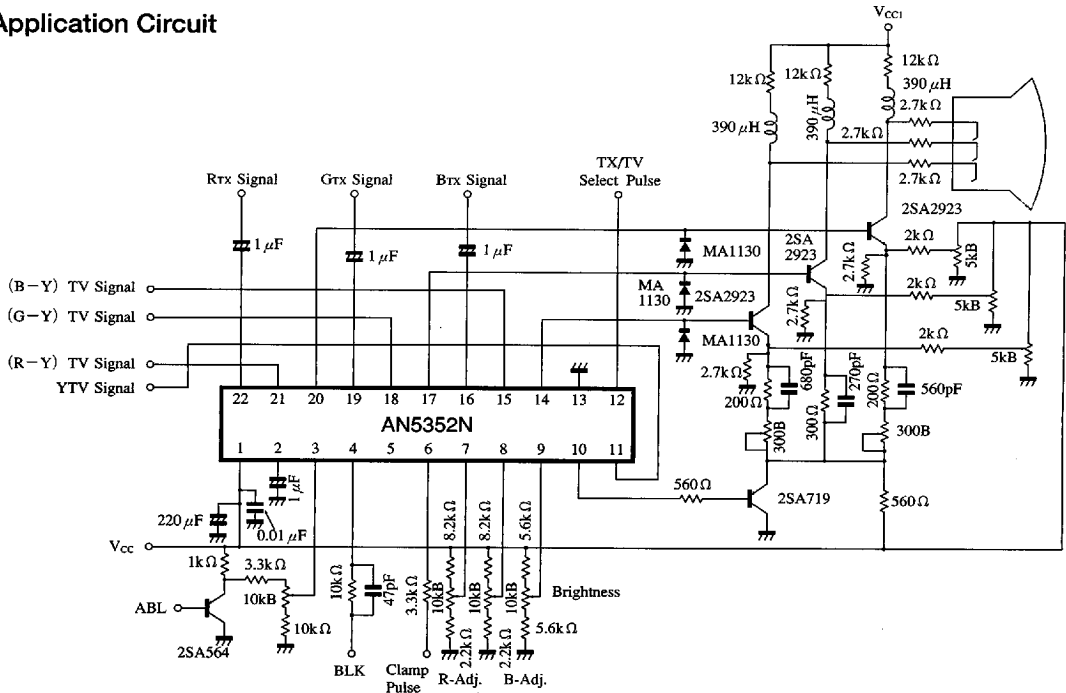 Application Circuit
VCC1
12kΩ
12kΩ
12kΩ
390μH
390μH
390μH
2.7kΩ
2.7kΩ
2.7kΩ
RTX Signal
GTX Signal
BTX Signal
TX/TV
Select Pulse
1μF
1μF
1μF
2SA2923
MA1130
2SA
2923
2.7kΩ
2kΩ
5kB
(B-Y) TV Signal
MA
1130
2SA2923
2.7kΩ
2kΩ
5kB
(G-Y) TV Signal
MA1130
2kΩ
5kB
(R-Y) TV Signal
YTV Signal
2.7kΩ
680pF
270pF
560pF
200Ω
300Ω
200Ω
300B
300B
22 21 20 19 18 17 16 15 14 13 12
AN5352N
1 2 3 4 5 6 7 8 9 10 11
1μF
560Ω
2SA719
560Ω
220μF
0.01μF
8.2kΩ
8.2kΩ
5.6kΩ
VCC
1kΩ
3.3kΩ
10kB
10kΩ
47pF
3.3kΩ
10kB
10kB
10kB
Brightness
ABL
10kΩ
2.2kΩ
2.2kΩ
5.6kΩ
2SA564
BLK
Clamp
Pulse
R-Adj.
B-Adj.